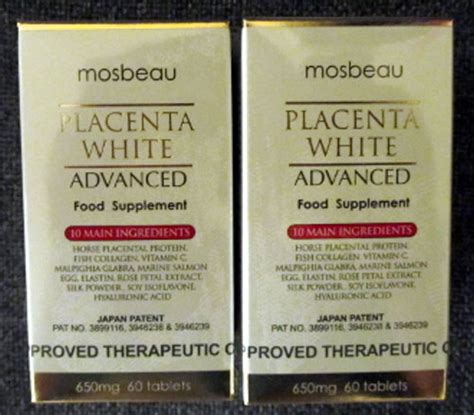 mosbeau
PLACENTA
WHITE
ADVANCED
Food Supplement
10 MAIN INGREDIENTS
HORSE PLACENTAL PROTEIN,
FISH COLLAGEN, VITAMIN C,
MALPIGHIA GLABRA, MARINE SALMON
EGG, ELASTIN, ROSE PETAL EXTRACT,
SILK POWDER, SOY ISOFLAVONE,
HYALURONIC ACID
JAPAN PATENT
PAT NO. 3899116, 3946238 & 3946239
PROVED THERAPEUTIC C
650mg 60 tablets
mosbeau
PLACENTA
WHITE
ADVANCED
Food Supplement
10 MAIN INGREDIENTS
HORSE PLACENTAL PROTEIN,
FISH COLLAGEN, VITAMIN C,
MALPIGHIA GLABRA, MARINE SALMON
EGG, ELASTIN, ROSE PETAL EXTRACT,
SILK POWDER, SOY ISOFLAVONE,
HYALURONIC ACID
JAPAN PATENT
PAT NO. 3899116, 3946238 & 3946239
PROVED THERAPEUTIC C
650mg 60 tablets